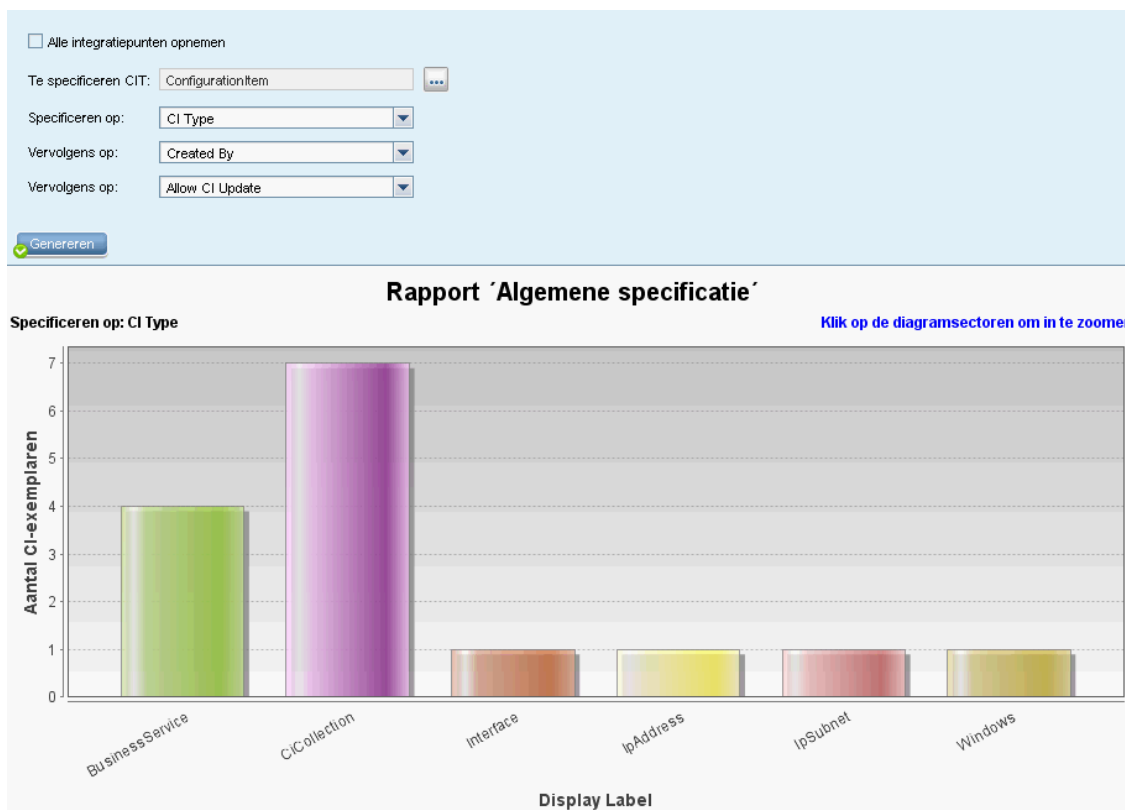 Alle integratiepunten opnemen
Te specificeren CIT: ConfigurationItem ...
Specificeren op: CI Type
Vervolgens op: Created By
Vervolgens op: Allow CI Update
Genereren
Rapport ´Algemene specificatie´
Specificeren op: CI Type
Klik op de diagramsectoren om in te zoomen
7
6
5
4
3
2
1
0
Aantal CI-exemplaren
BusinessService
CiCollection
Interface
IpAddress
IpSubnet
Windows
Display Label